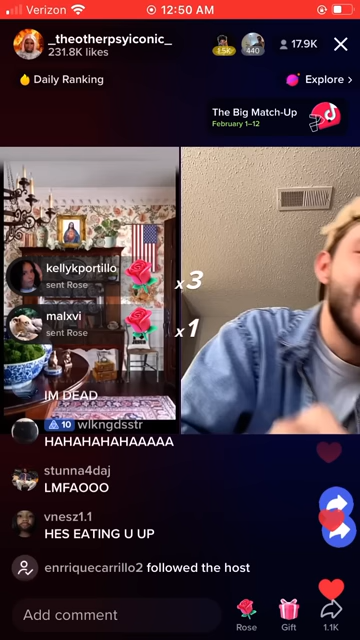 Verizon
12:50 AM
_theotherpsyiconic_
231.8K likes
1.5K
440
17.9K
Daily Ranking
Explore >
The Big Match-Up
February 1–12
kellykportillo
sent Rose
x3
malxvi
sent Rose
x1
IM DEAD
10 wlkngdsstr
HAHAHAHAHAAAAA
stunna4daj
LMFAOOO
vnesz1.1
HES EATING U UP
enrriquecarrillo2 followed the host
Add comment
Rose
Gift
1.1K